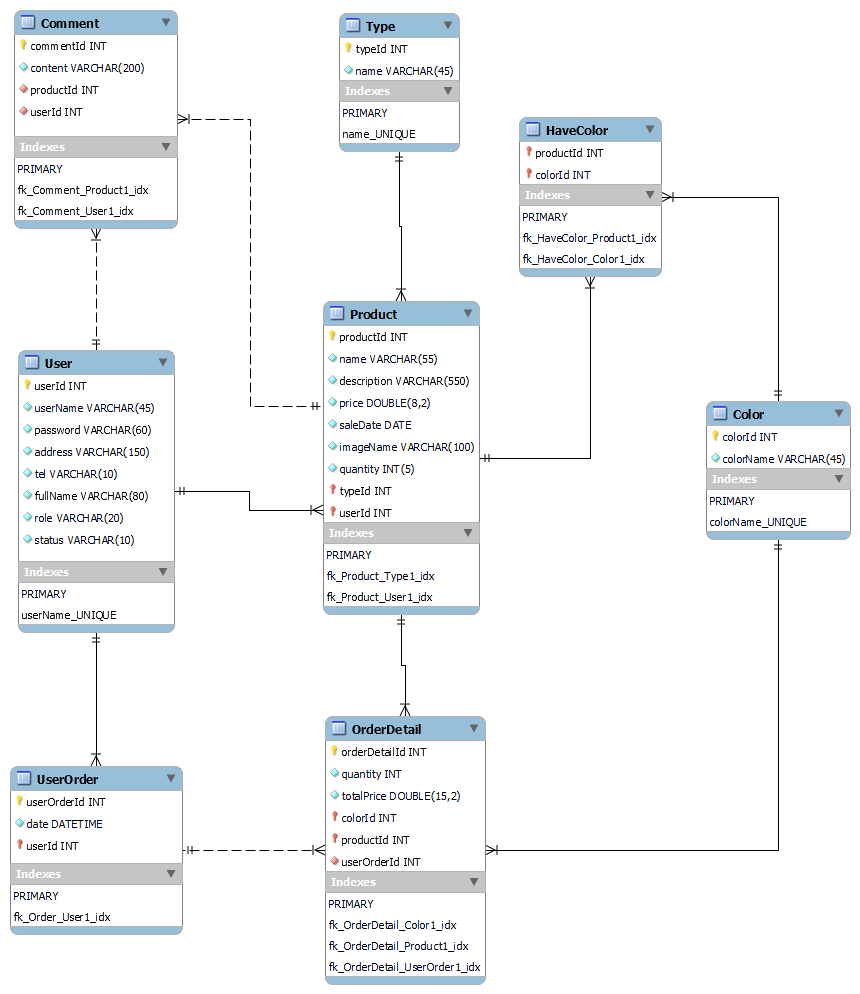 Comment
commentId INT
content VARCHAR(200)
productId INT
userId INT
Indexes
PRIMARY
fk_Comment_Product1_idx
fk_Comment_User1_idx
Type
typeId INT
name VARCHAR(45)
Indexes
PRIMARY
name_UNIQUE
HaveColor
productId INT
colorId INT
Indexes
PRIMARY
fk_HaveColor_Product1_idx
fk_HaveColor_Color1_idx
Product
productId INT
name VARCHAR(55)
description VARCHAR(550)
price DOUBLE(8,2)
saleDate DATE
imageName VARCHAR(100)
quantity INT(5)
typeId INT
userId INT
Indexes
PRIMARY
fk_Product_Type1_idx
fk_Product_User1_idx
User
userId INT
userName VARCHAR(45)
password VARCHAR(60)
address VARCHAR(150)
tel VARCHAR(10)
fullName VARCHAR(80)
role VARCHAR(20)
status VARCHAR(10)
Indexes
PRIMARY
userName_UNIQUE
Color
colorId INT
colorName VARCHAR(45)
Indexes
PRIMARY
colorName_UNIQUE
UserOrder
userOrderId INT
date DATETIME
userId INT
Indexes
PRIMARY
fk_Order_User1_idx
OrderDetail
orderDetailId INT
quantity INT
totalPrice DOUBLE(15,2)
colorId INT
productId INT
userOrderId INT
Indexes
PRIMARY
fk_OrderDetail_Color1_idx
fk_OrderDetail_Product1_idx
fk_OrderDetail_UserOrder1_idx